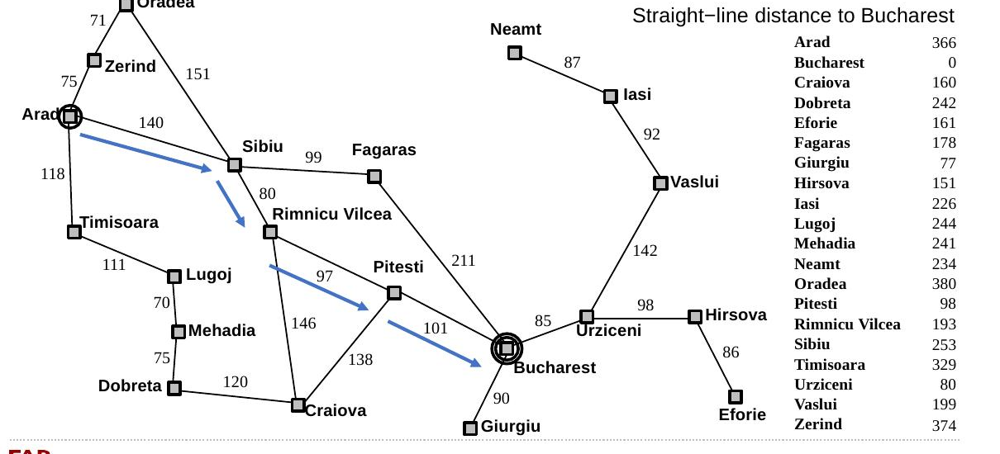 Oradea
Straight−line distance to Bucharest
71
Neamt
Arad 366
Zerind
87
Bucharest 0
151
75
Craiova 160
Iasi
Dobreta 242
Arad
140
Eforie 161
92
Sibiu
Fagaras
99
Fagaras 178
Giurgiu 77
118
Vaslui
Hirsova 151
80
Iasi 226
Timisoara
Rimnicu Vilcea
Lugoj 244
142
Mehadia 241
111
211
Neamt 234
Lugoj
97
Pitesti
Oradea 380
70
98
Pitesti 98
146
101
85
Hirsova
Rimnicu Vilcea 193
Mehadia
Urziceni
Sibiu 253
75
138
86
Timisoara 329
Dobreta
120
Bucharest
Urziceni 80
90
Craiova
Eforie
Vaslui 199
Giurgiu
Zerind 374